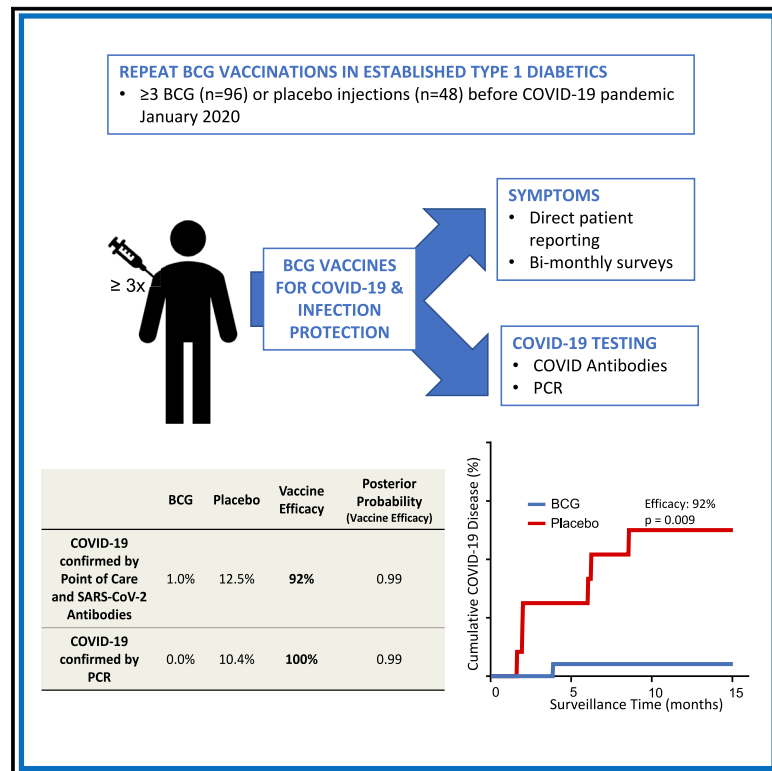 REPEAT BCG VACCINATIONS IN ESTABLISHED TYPE 1 DIABETICS
• ≥3 BCG (n=96) or placebo injections (n=48) before COVID-19 pandemic
January 2020
≥ 3x
BCG VACCINES
FOR COVID-19 &
INFECTION
PROTECTION
SYMPTOMS
• Direct patient
reporting
• Bi-monthly surveys
COVID-19 TESTING
• COVID Antibodies
• PCR
BCG Placebo Vaccine Efficacy Posterior Probability (Vaccine Efficacy)
COVID-19
confirmed by
Point of Care
and SARS-CoV-2
Antibodies
1.0% 12.5% 92% 0.99
COVID-19
confirmed by
PCR
0.0% 10.4% 100% 0.99
Cumulative COVID-19 Disease (%)
BCG
Placebo
Efficacy: 92%
p = 0.009
0 5 10 15
Surveillance Time (months)